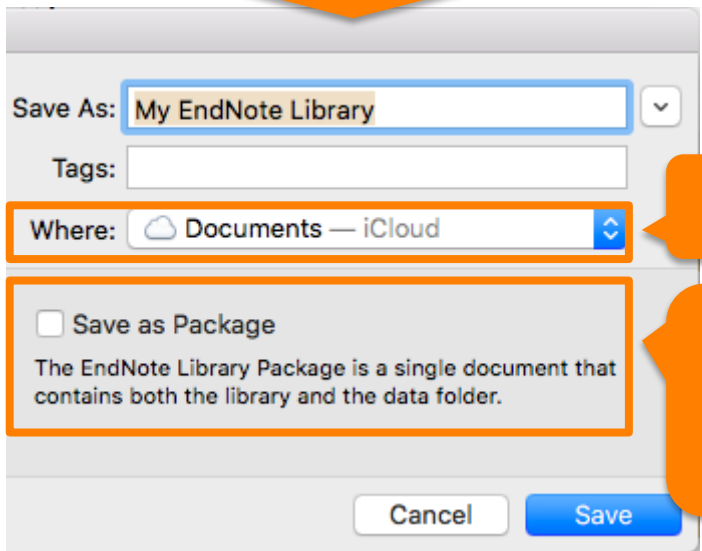 Save As: My EndNote Library
Tags:
Where: Documents — iCloud
Save as Package
The EndNote Library Package is a single document that
contains both the library and the data folder.
Cancel Save